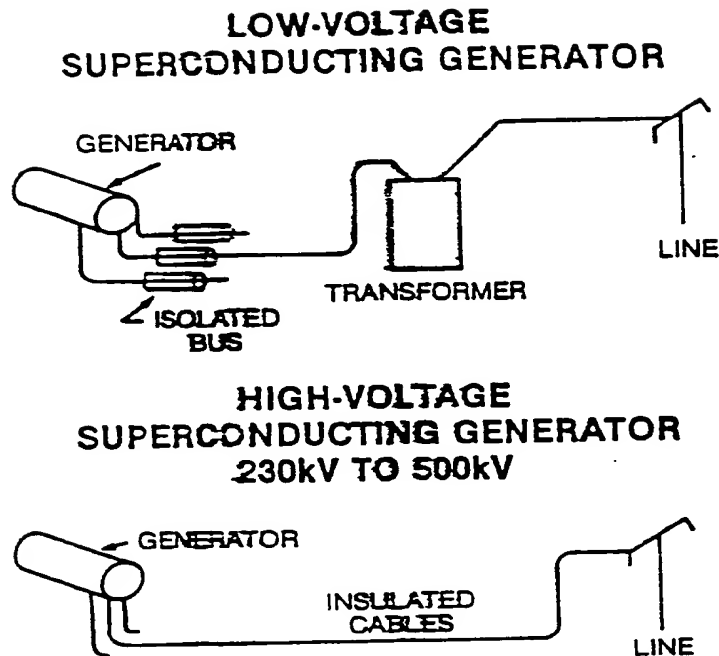 LOW-VOLTAGE
SUPERCONDUCTING GENERATOR
GENERATOR
LINE
TRANSFORMER
ISOLATED
BUS
HIGH-VOLTAGE
SUPERCONDUCTING GENERATOR
230kV TO 500kV
GENERATOR
INSULATED
CABLES
LINE